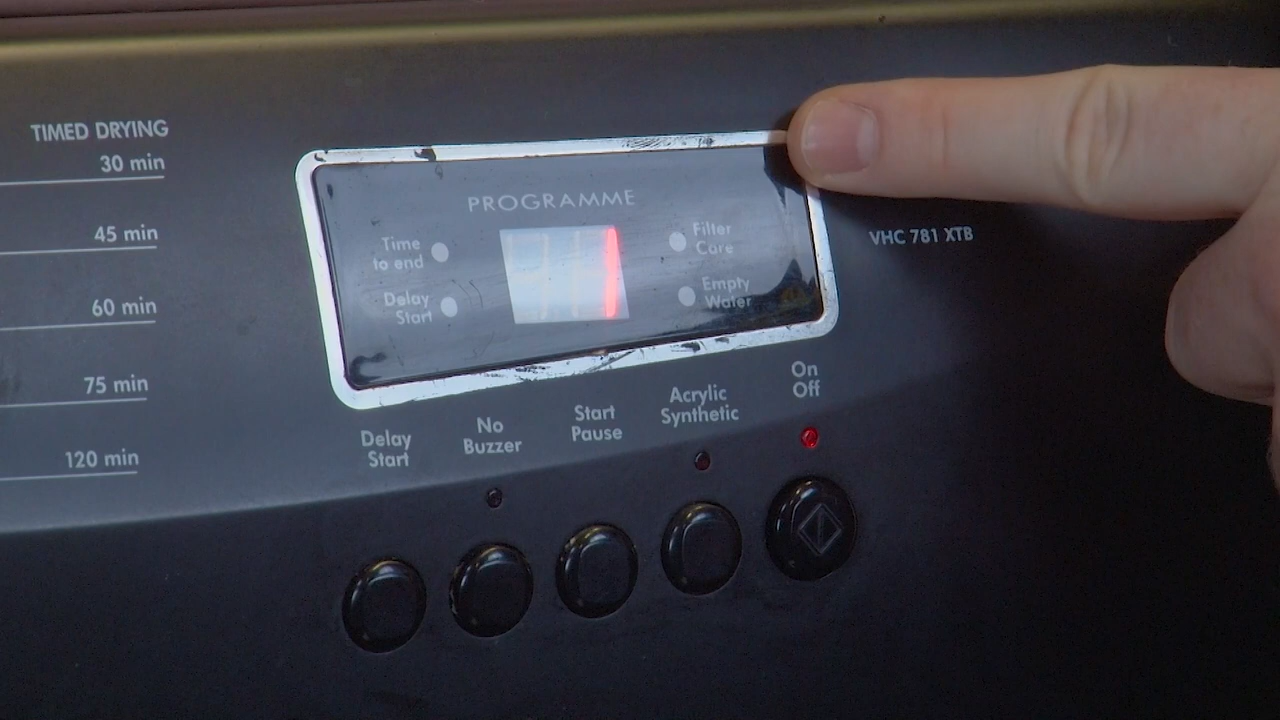 TIMED DRYING
30 min
45 min
60 min
75 min
120 min
PROGRAMME
Time
to end
Delay
Start
1
Filter
Care
Empty
Water
VHC 781 XTB
Delay
Start
No
Buzzer
Start
Pause
Acrylic
Synthetic
On
Off